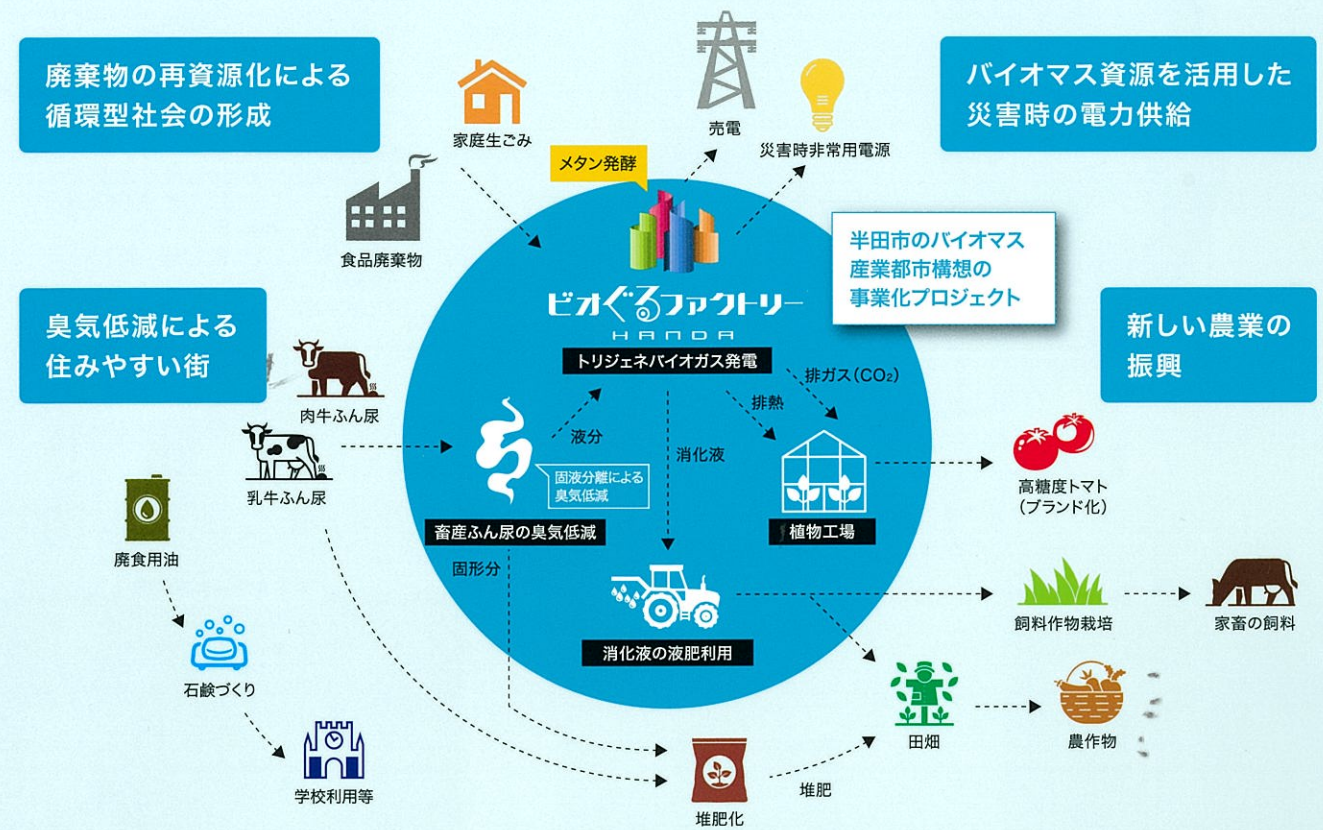 廃棄物の再資源化による
循環型社会の形成
家庭生ごみ
食品廃棄物
売電
災害時非常用電源
バイオマス資源を活用した
災害時の電力供給
メタン発酵
半田市のバイオマス
産業都市構想の
事業化プロジェクト
ビオぐるファクトリー
HANDA
トリジェネバイオガス発電
臭気低減による
住みやすい街
新しい農業の
振興
肉牛ふん尿
乳牛ふん尿
液分
消化液
排熱
排ガス(CO₂)
固液分離による
臭気低減
畜産ふん尿の臭気低減
植物工場
高糖度トマト
(ブランド化)
廃食用油
固形分
消化液の液肥利用
飼料作物栽培
家畜の飼料
石鹸づくり
田畑
農作物
学校利用等
堆肥化
堆肥